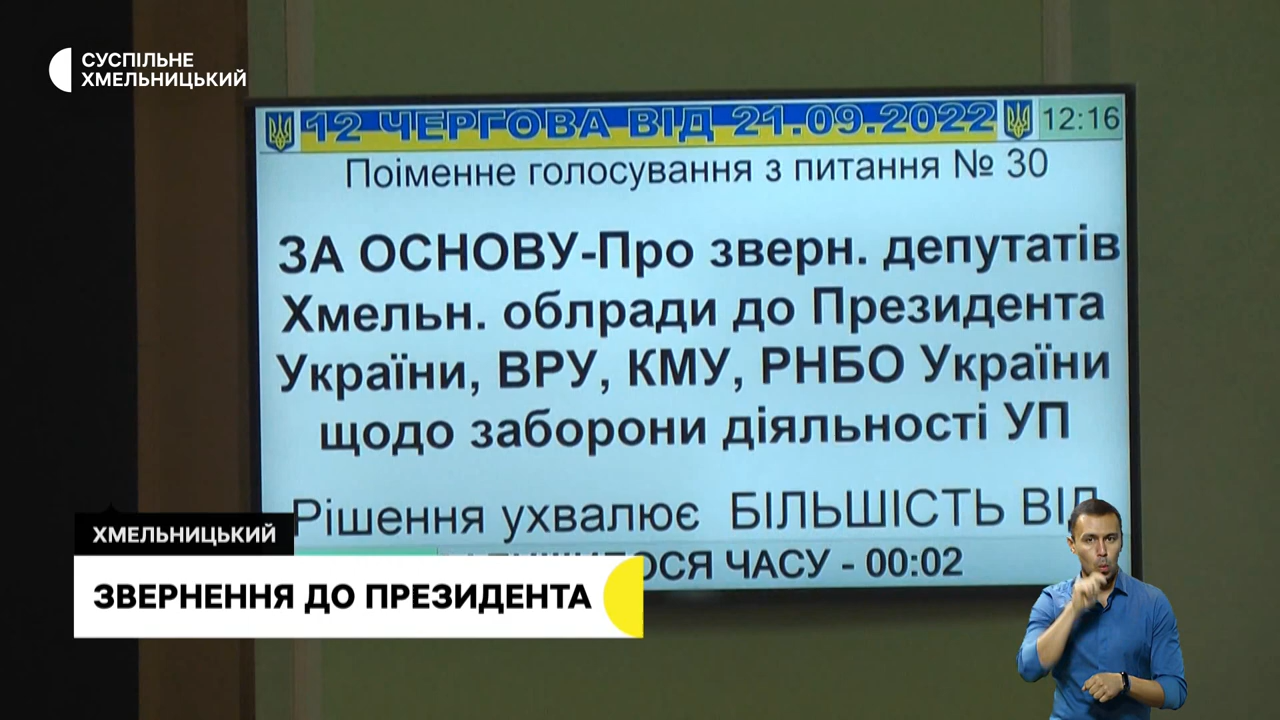 СУСПІЛЬНЕ
ХМЕЛЬНИЦЬКИЙ
12 ЧЕРГОВА ВІД 21.09.2022
12:16
Поіменне голосування з питання № 30
ЗА ОСНОВУ-Про зверн. депутатів
Хмельн. облради до Президента
України, ВРУ, КМУ, РНБО України
щодо заборони діяльності УП
Рішення ухвалює БІЛЬШІСТЬ ВІД
ЧАСУ - 00:02
ХМЕЛЬНИЦЬКИЙ
ЗВЕРНЕННЯ ДО ПРЕЗИДЕНТА